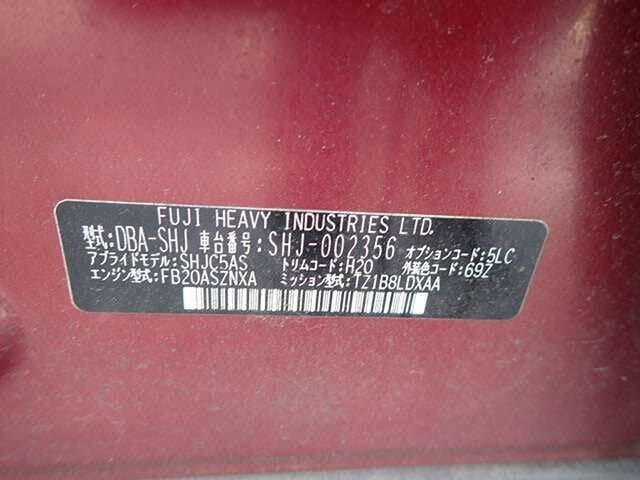 FUJI HEAVY INDUSTRIES LTD.
型式:DBA-SHJ 車台番号:SHJ-002356 オプションコード:5LC
アプライドモデル:SHJC5AS トリムコード:H20 外装色コード:69Z
エンジン型式:FB20ASZNXA ミッション型式:TZ1B8LDXAA